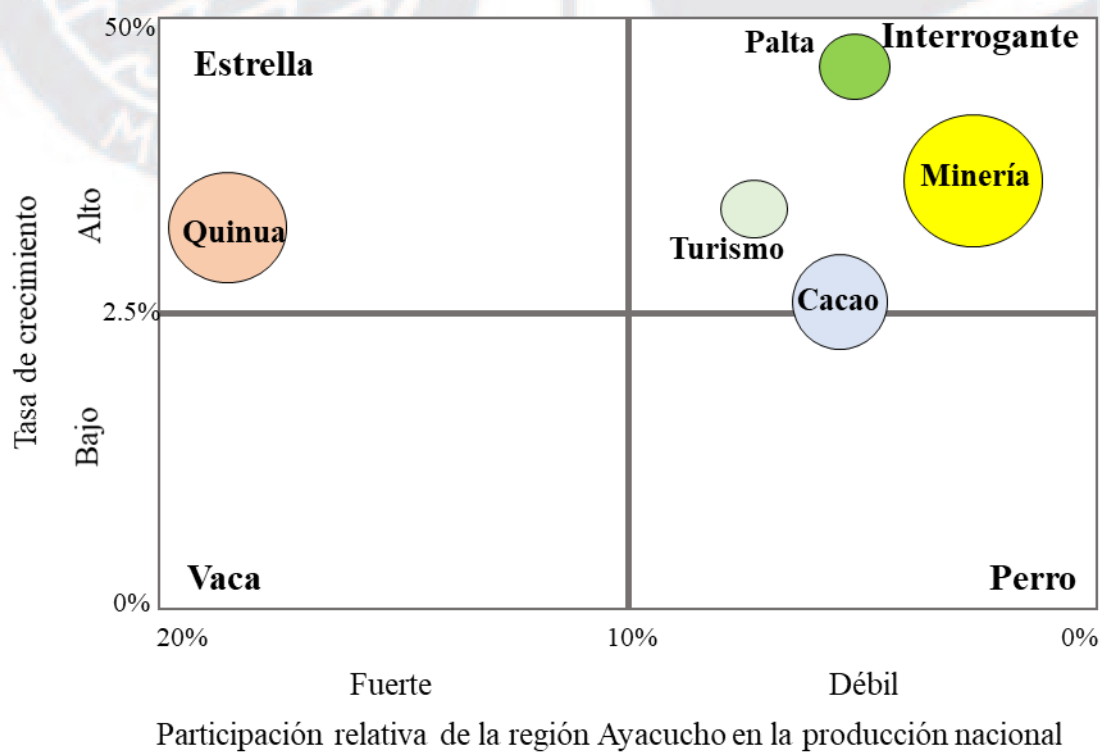 50%
Estrella
Palta
Interrogante
Minería
Quinua
Turismo
Cacao
2.5%
Tasa de crecimiento
Alto
Bajo
Vaca
Perro
0%
20%
10%
0%
Fuerte
Débil
Participación relativa de la región Ayacucho en la producción nacional